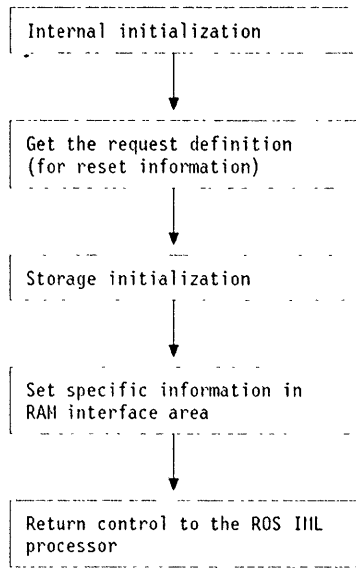 Internal initialization
Get the request definition
(for reset information)
Storage initialization
Set specific information in
RAM interface area
Return control to the ROS IML
processor